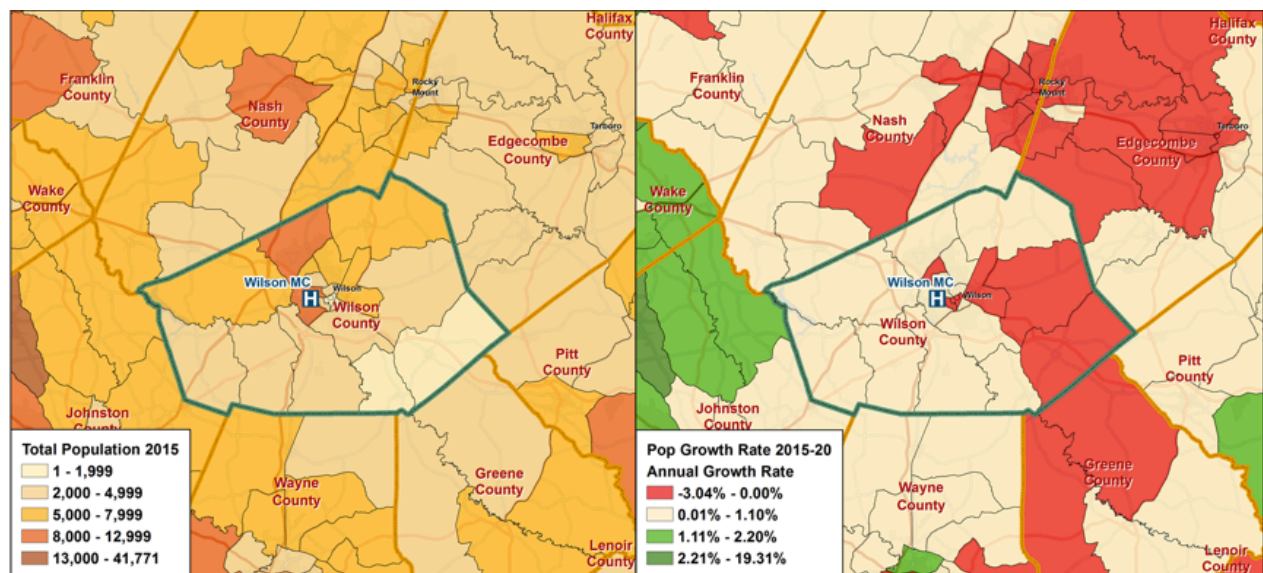 Halifax
County
Franklin
County
Nash
County
Rocky
Mount
Tarboro
Edgecombe
County
Wake
County
Wilson MC
H
Wilson
Wilson
County
Pitt
County
Johnston
County
Wayne
County
Greene
County
Lenoir
County
Total Population 2015
1 - 1,999
2,000 - 4,999
5,000 - 7,999
8,000 - 12,999
13,000 - 41,771
Halifax
County
Franklin
County
Nash
County
Rocky
Mount
Tarboro
Edgecombe
County
Wake
County
Wilson MC
H
Wilson
Wilson
County
Pitt
County
Johnston
County
Greene
County
Wayne
County
Lenoir
County
Pop Growth Rate 2015-20
Annual Growth Rate
-3.04% - 0.00%
0.01% - 1.10%
1.11% - 2.20%
2.21% - 19.31%